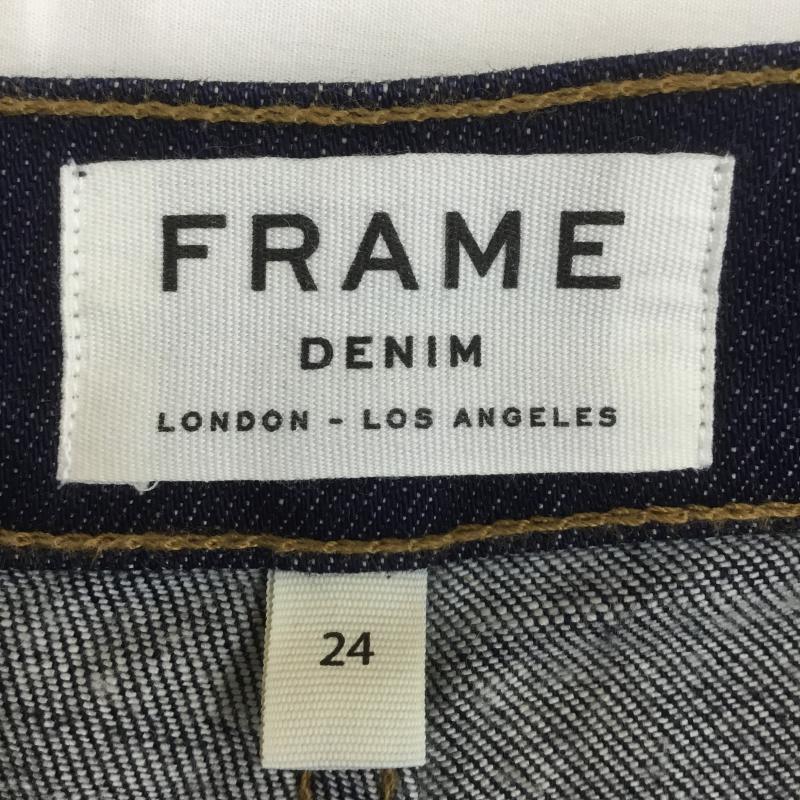 FRAME
DENIM
LONDON - LOS ANGELES
24